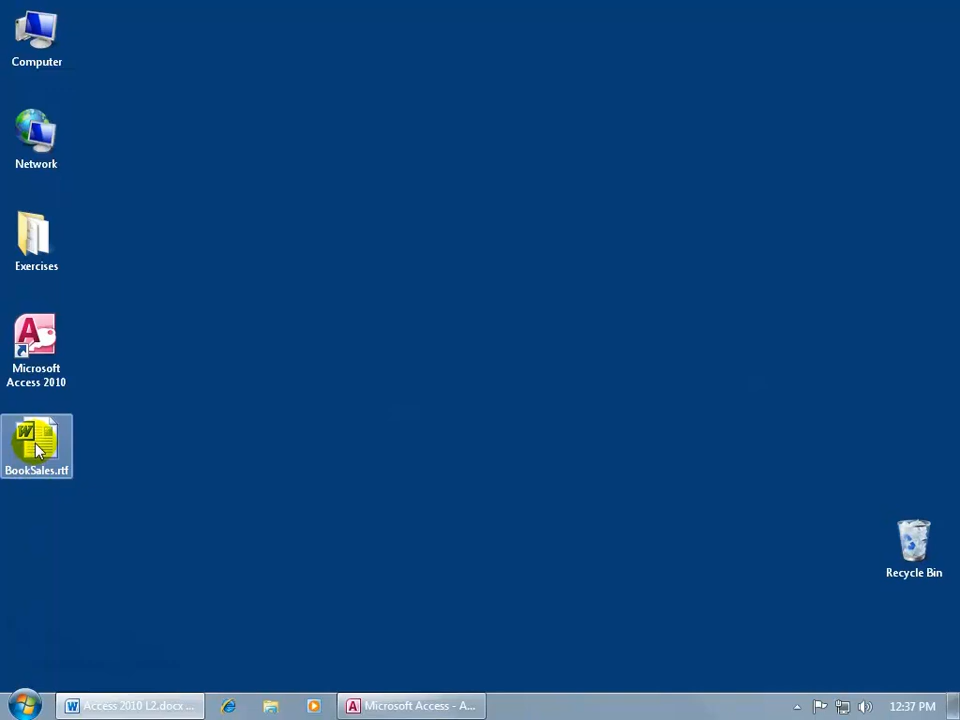 Computer
Network
Exercises
Microsoft
Access 2010
BookSales.rtf
Recycle Bin
Access 2010 L2.docx ...
Microsoft Access - A...
12:37 PM